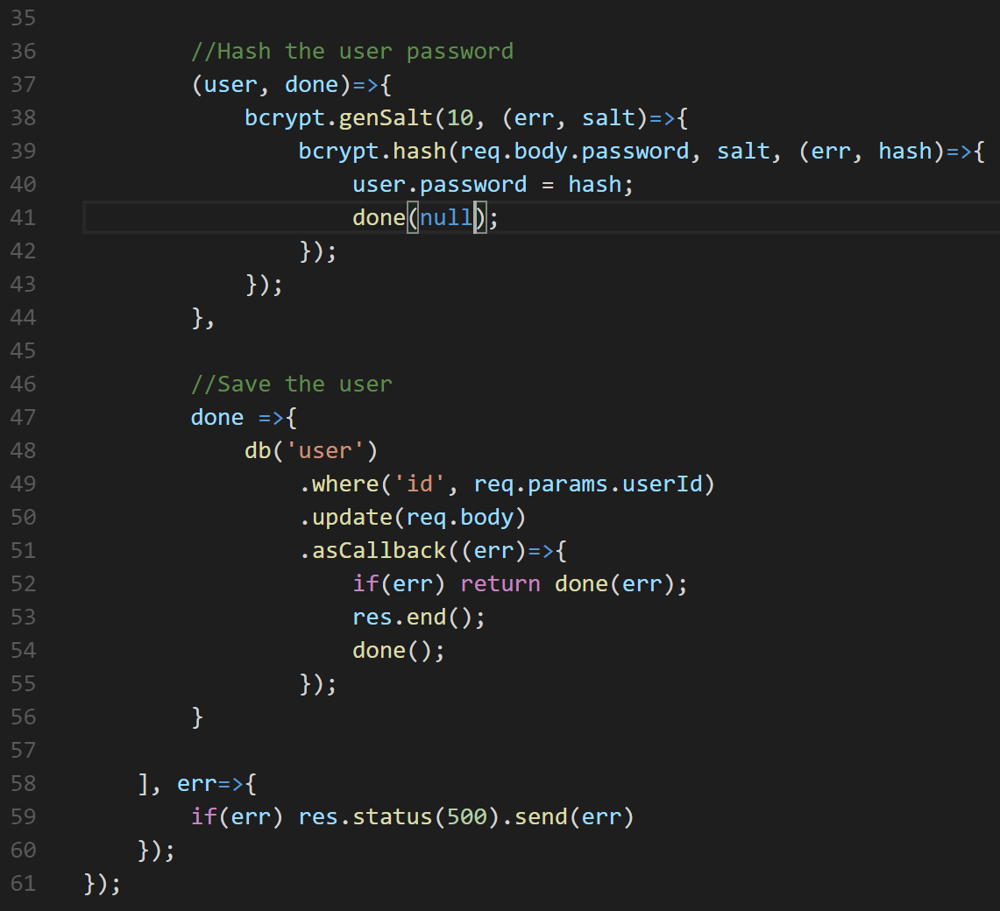 35
36 //Hash the user password
37 (user, done)=>{
38 bcrypt.genSalt(10, (err, salt)=>{
39 bcrypt.hash(req.body.password, salt, (err, hash)=>{
40 user.password = hash;
41 done(null);
42 });
43 });
44 },
45
46 //Save the user
47 done =>{
48 db('user')
49 .where('id', req.params.userId)
50 .update(req.body)
51 .asCallback((err)=>{
52 if(err) return done(err);
53 res.end();
54 done();
55 });
56 }
57
58 ], err=>{
59 if(err) res.status(500).send(err)
60 });
61 });